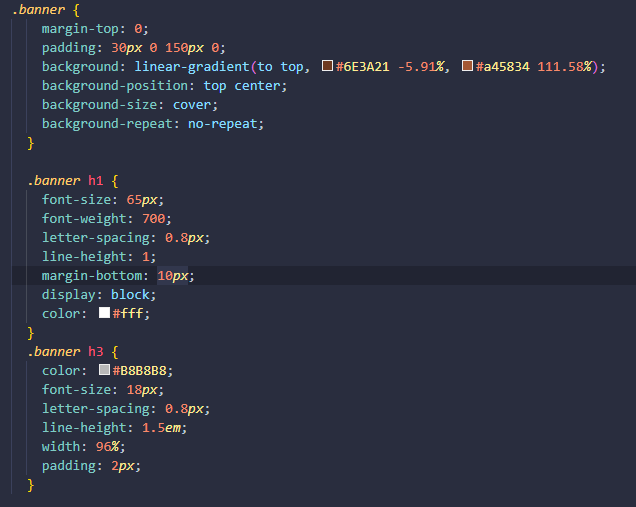 .banner {
margin-top: 0;
padding: 30px 0 150px 0;
background: linear-gradient(to top, #6E3A21 -5.91%, #a45834 111.58%);
background-position: top center;
background-size: cover;
background-repeat: no-repeat;
}
.banner h1 {
font-size: 65px;
font-weight: 700;
letter-spacing: 0.8px;
line-height: 1;
margin-bottom: 10px;
display: block;
color: #fff;
}
.banner h3 {
color: #B8B8B8;
font-size: 18px;
letter-spacing: 0.8px;
line-height: 1.5em;
width: 96%;
padding: 2px;
}